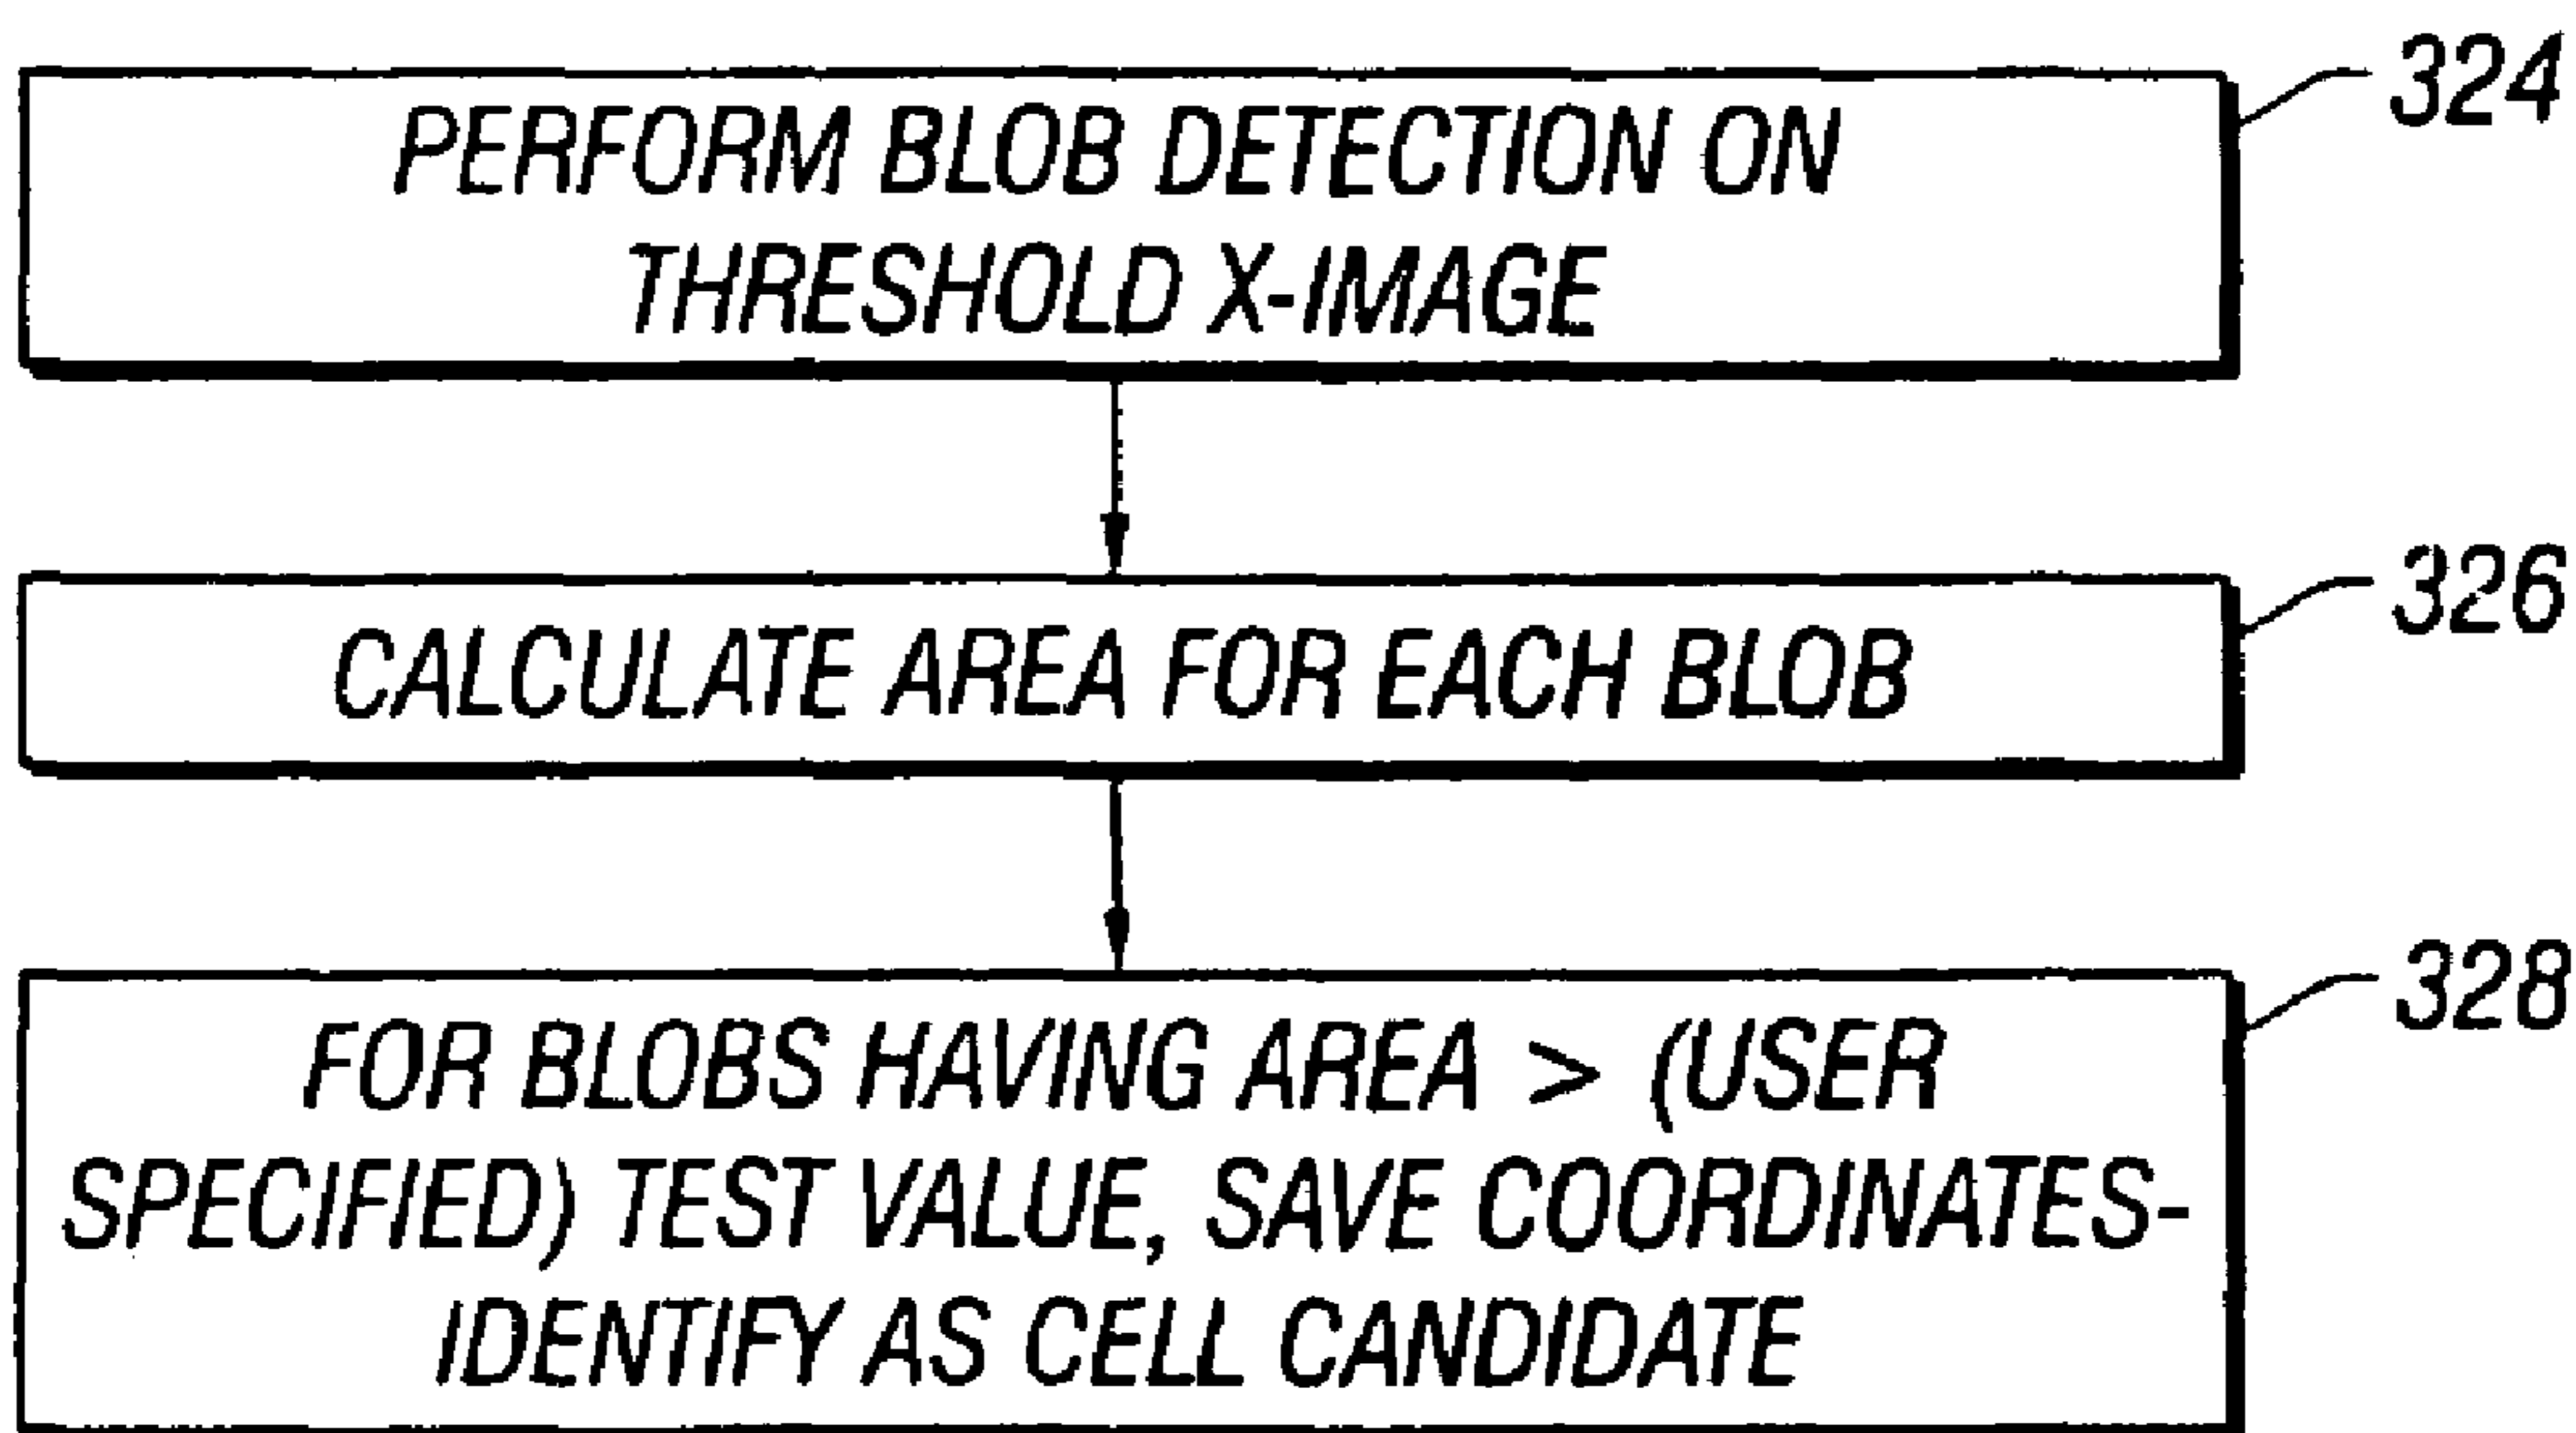 324
PERFORM BLOB DETECTION ON
THRESHOLD X-IMAGE
326
CALCULATE AREA FOR EACH BLOB
328
FOR BLOBS HAVING AREA > (USER
SPECIFIED) TEST VALUE, SAVE COORDINATES-
IDENTIFY AS CELL CANDIDATE